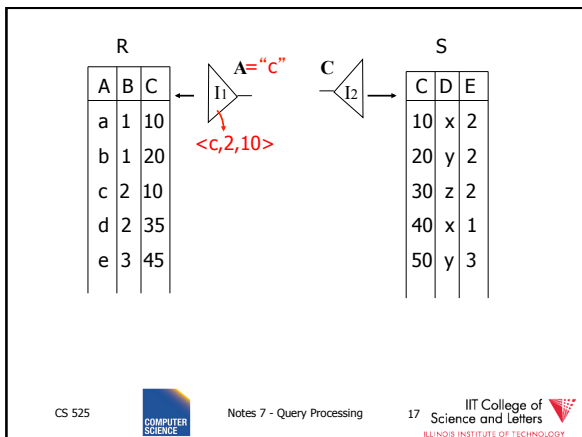 R
A B C
a 1 10
b 1 20
c 2 10
d 2 35
e 3 45
A="c"
I1
<c,2,10>
C
I2
S
C D E
10 x 2
20 y 2
30 z 2
40 x 1
50 y 3
CS 525
COMPUTER
SCIENCE
Notes 7 - Query Processing
17
IIT College of
Science and Letters
ILLINOIS INSTITUTE OF TECHNOLOGY